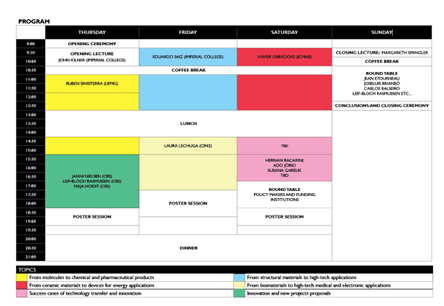 PROGRAM
THURSDAY FRIDAY SATURDAY SUNDAY
9:00 OPENING CEREMONY
9:30 OPENING LECTURE
JOHN KILNER (IMPERIAL COLLEGE)
EDUARDO SAIZ (IMPERIAL COLLEGE)
XAVIER OBRADORS (ICMAB)
CLOSING LECTURE: MARGARETH SPANGLER
10:00 COFFEE BREAK
10:30 COFFEE BREAK
11:00 RUBEN SINISTERRA (UFMG)
ROUND TABLE
JEAN ETOURNEAU
JOSELUIS BRIANSÓ
CARLOS BALSEIRO
LEIF-BLOCH RASMUSSEN ETC..
11:30
12:00
12:30 CONCLUSIONS AND CLOSING CEREMONY
13:00
13:30 LUNCH
14:00
14:30 LAURA LECHUGA (CIN2) TBD
15:00
15:30
16:00
16:30
17:00
JANNI NIELSEN (CBS)
LEIF-BLOCH RASMUSSEN (CBS)
MAJA HORST (CBS)
HERNAN BACARINI;
ADO JÓRIO
SUSANA GARELIK
TBD
17:30
18:00
POSTER SESSION
ROUND TABLE
POLICY MAKERS AND FUNDING
INSTITUTIONS
18:30
19:00 POSTER SESSION POSTER SESSION
19:30
20:00
20:30 DINNER
21:00
TOPICS
From molecules to chemical and pharmaceutical products
From structural materials to high-tech applications
From ceramic materials to devices for energy applications
From biomaterials to high-tech medical and electronic applications
Success cases of technology transfer and innovation
Innovation and new projects proposals